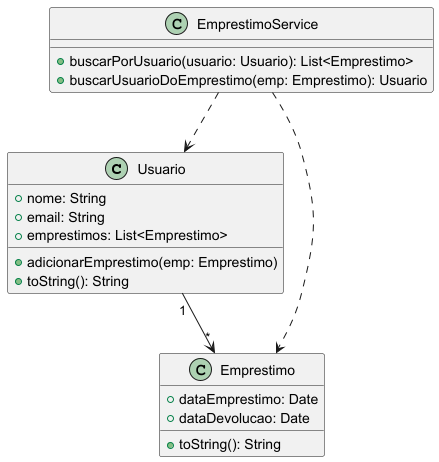 C EmprestimoService
buscarPorUsuario(usuario: Usuario): List<Emprestimo>
buscarUsuarioDoEmprestimo(emp: Emprestimo): Usuario
C Usuario
nome: String
email: String
emprestimos: List<Emprestimo>
adicionarEmprestimo(emp: Emprestimo)
toString(): String
1
*
C Emprestimo
dataEmprestimo: Date
dataDevolucao: Date
toString(): String